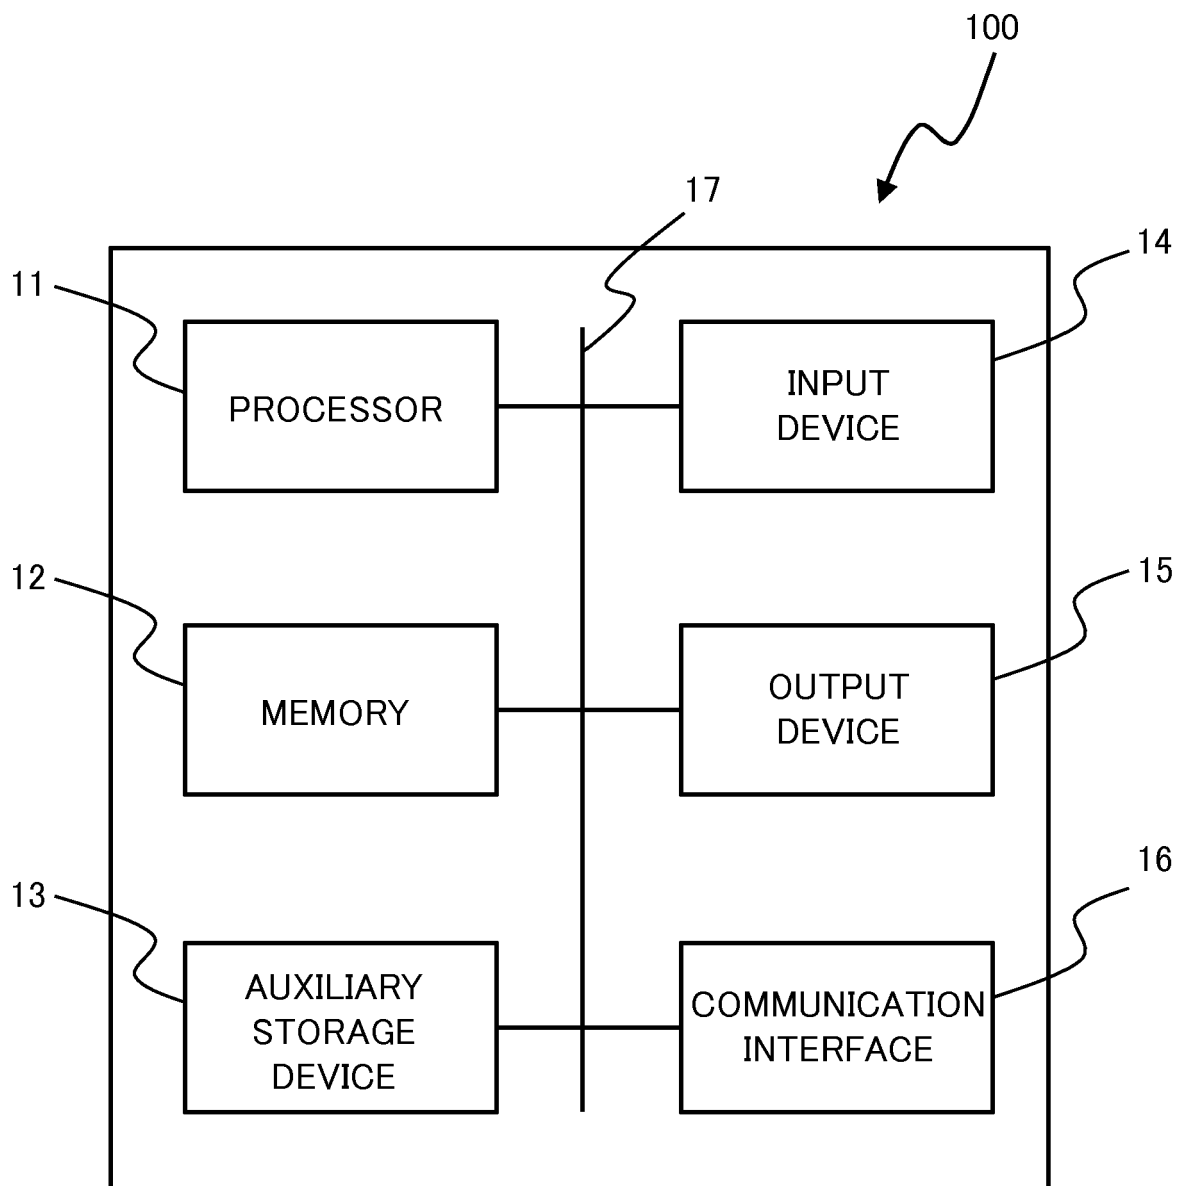 100
17
14
11
PROCESSOR
INPUT
DEVICE
12
15
MEMORY
OUTPUT
DEVICE
13
16
AUXILIARY
STORAGE
DEVICE
COMMUNICATION
INTERFACE